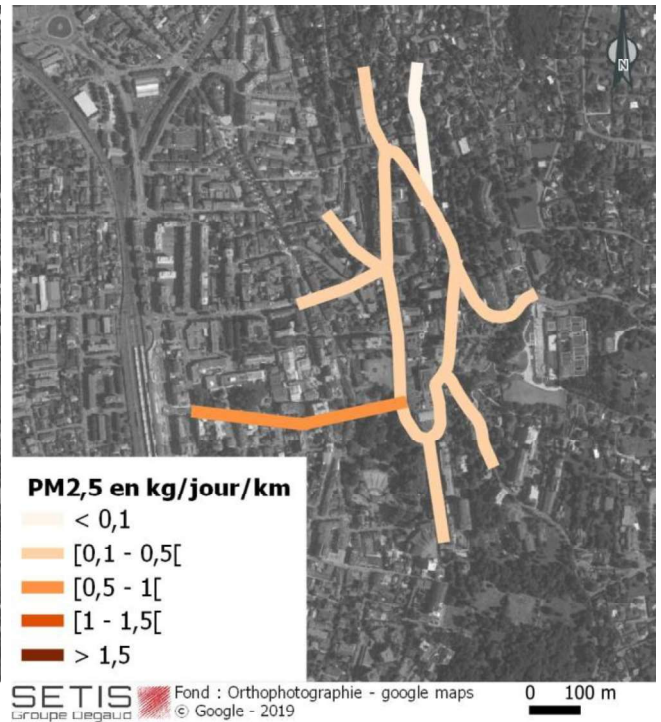 N
PM2,5 en kg/jour/km
< 0,1
[0,1 - 0,5[
[0,5 - 1[
[1 - 1,5[
> 1,5
SETIS
Groupe Degaud
Fond : Orthophotographie - google maps
© Google - 2019
0 100 m